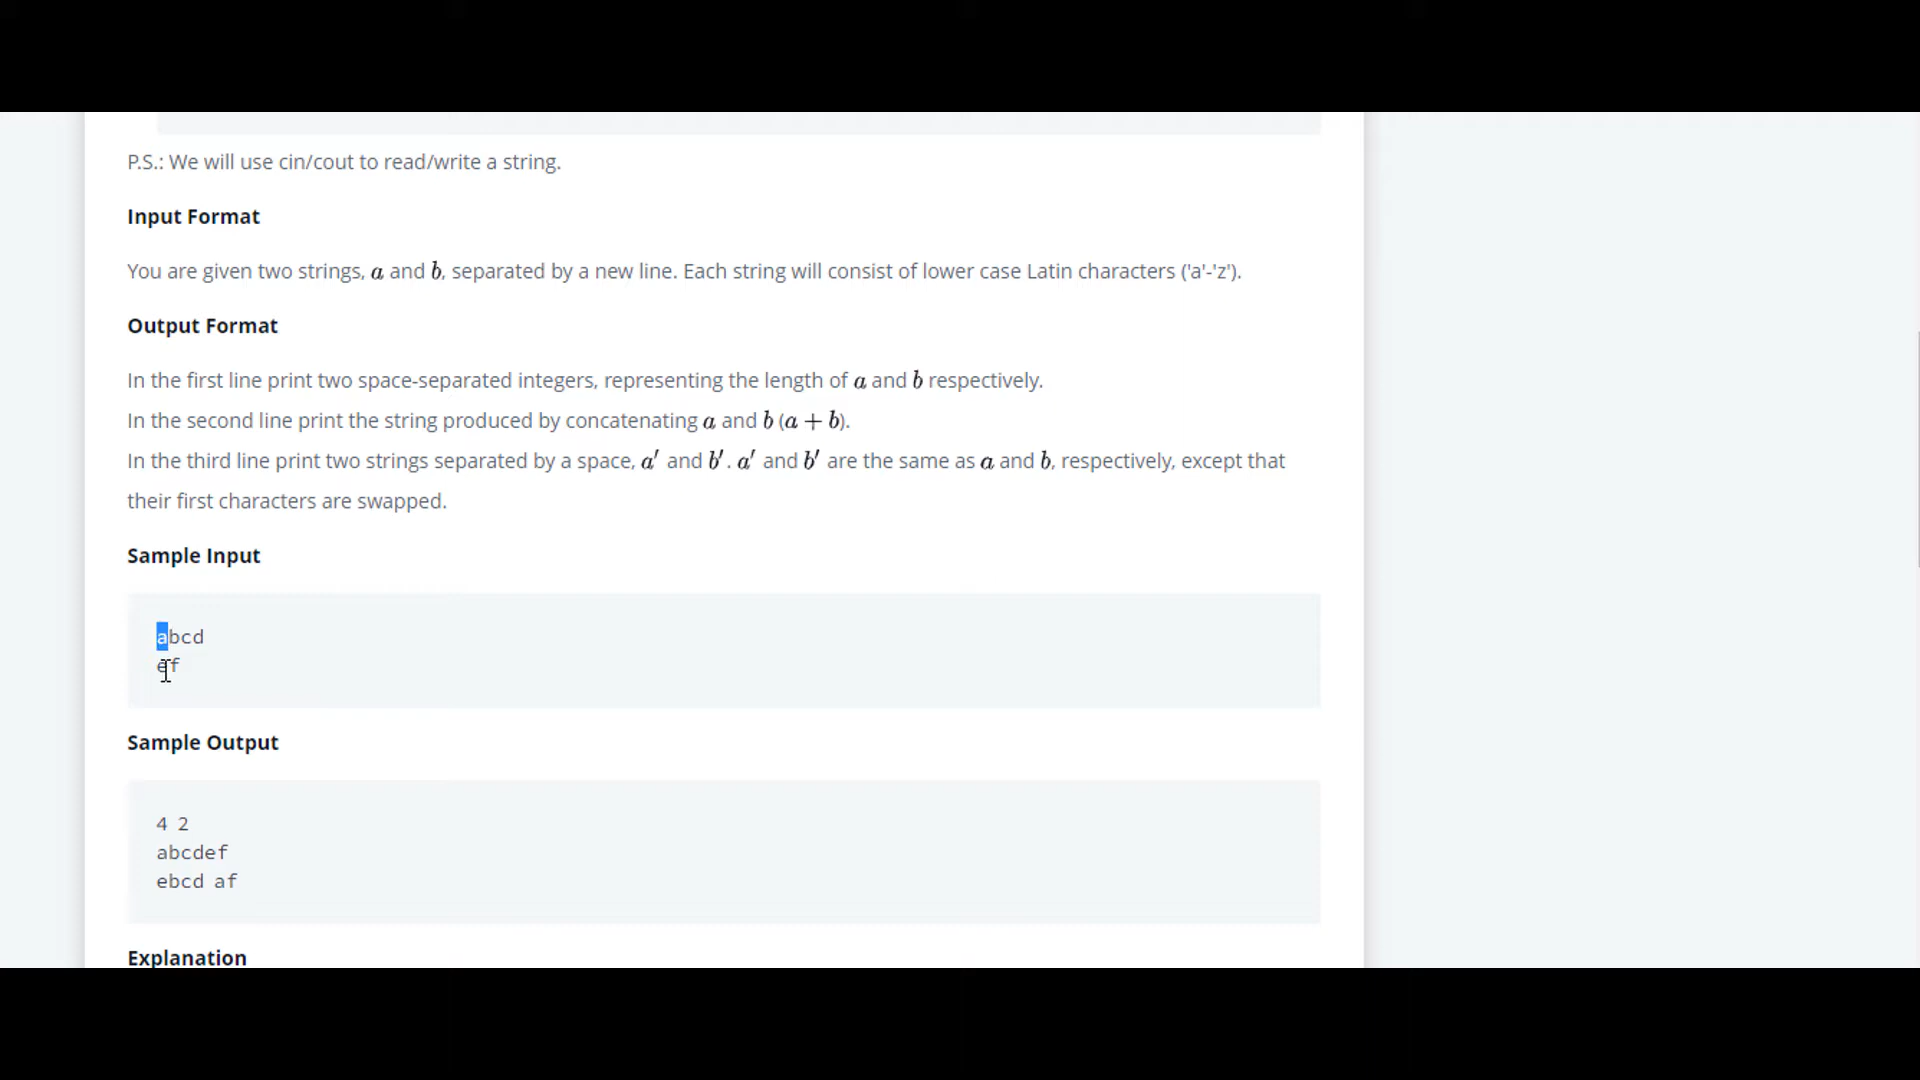 P.S.: We will use cin/cout to read/write a string.
Input Format
You are given two strings, a and b, separated by a new line. Each string will consist of lower case Latin characters ('a'-'z').
Output Format
In the first line print two space-separated integers, representing the length of a and b respectively.
In the second line print the string produced by concatenating a and b (a + b).
In the third line print two strings separated by a space, a′ and b′. a′ and b′ are the same as a and b, respectively, except that
their first characters are swapped.
Sample Input
abcd
ef
Sample Output
4 2
abcdef
ebcd af
Explanation